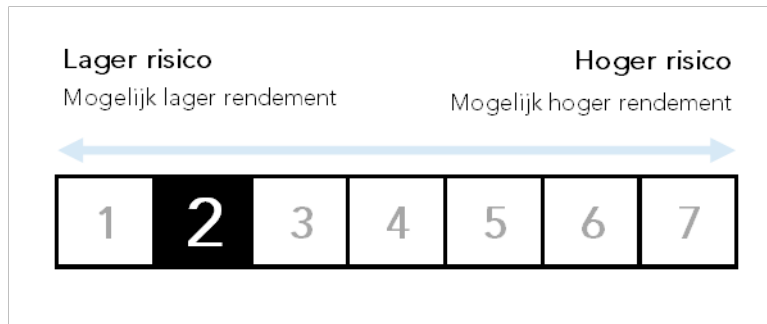 Lager risico Hoger risico
Mogelijk lager rendement Mogelijk hoger rendement
1 2 3 4 5 6 7